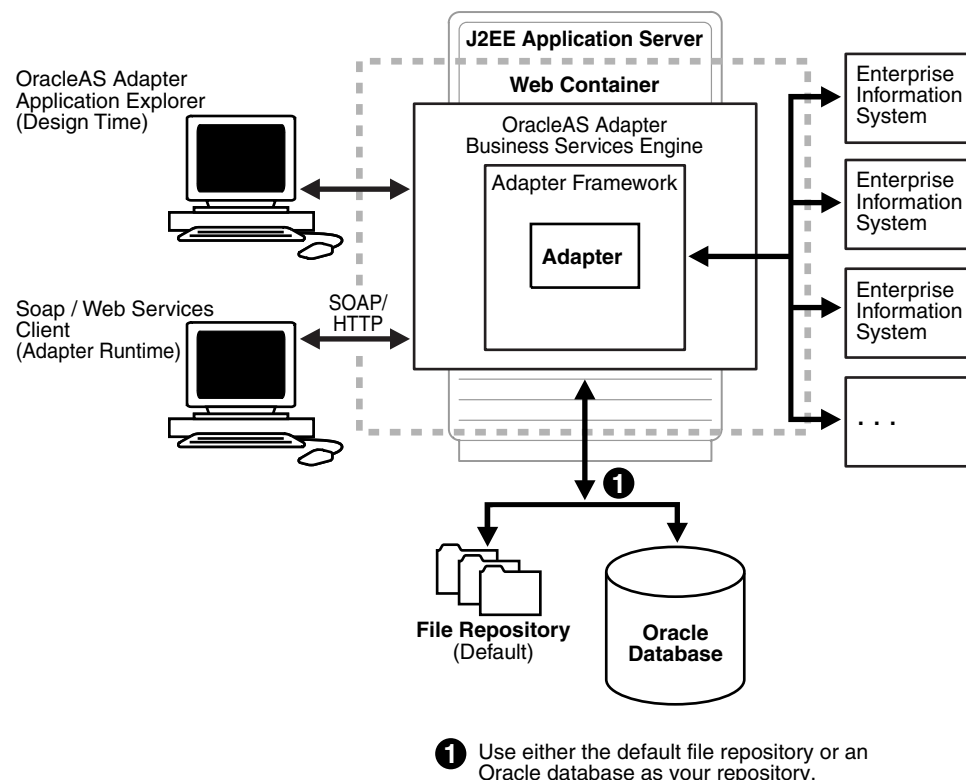 J2EE Application Server
Web Container
OracleAS Adapter
Application Explorer
(Design Time)
OracleAS Adapter
Business Services Engine
Adapter Framework
Adapter
Soap / Web Services
Client
(Adapter Runtime)
SOAP/
HTTP
Enterprise
Information
System
Enterprise
Information
System
Enterprise
Information
System
. . .
1
File Repository
(Default)
Oracle
Database
1 Use either the default file repository or an
Oracle database as your repository.